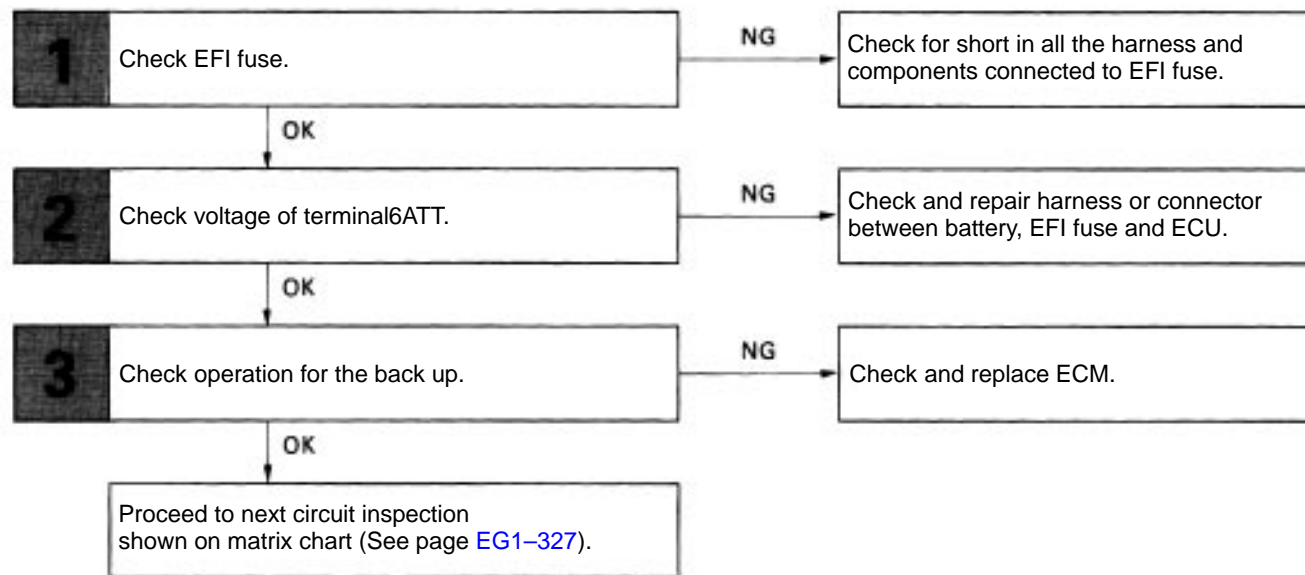 1
Check EFI fuse.
NG
Check for short in all the harness and
components connected to EFI fuse.
OK
2
Check voltage of terminal6ATT.
NG
Check and repair harness or connector
between battery, EFI fuse and ECU.
OK
3
Check operation for the back up.
NG
Check and replace ECM.
OK
Proceed to next circuit inspection
shown on matrix chart (See page EG1–327).